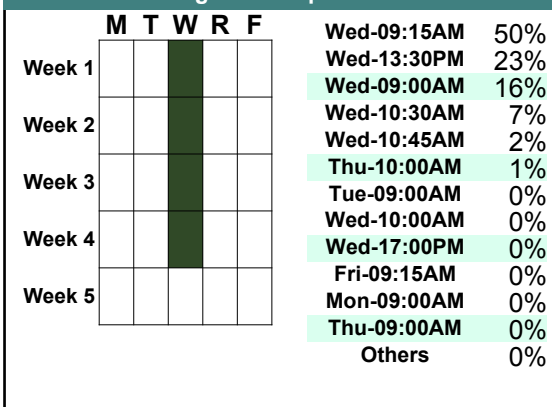 M T W R F
Week 1
Week 2
Week 3
Week 4
Week 5
Wed-09:15AM 50%
Wed-13:30PM 23%
Wed-09:00AM 16%
Wed-10:30AM 7%
Wed-10:45AM 2%
Thu-10:00AM 1%
Tue-09:00AM 0%
Wed-10:00AM 0%
Wed-17:00PM 0%
Fri-09:15AM 0%
Mon-09:00AM 0%
Thu-09:00AM 0%
Others 0%